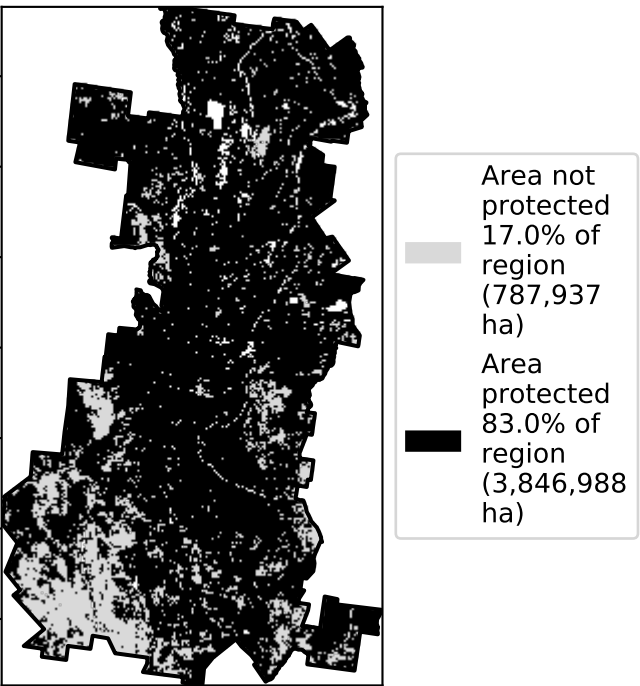 Area not
protected
17.0% of
region
(787,937
ha)
Area
protected
83.0% of
region
(3,846,988
ha)